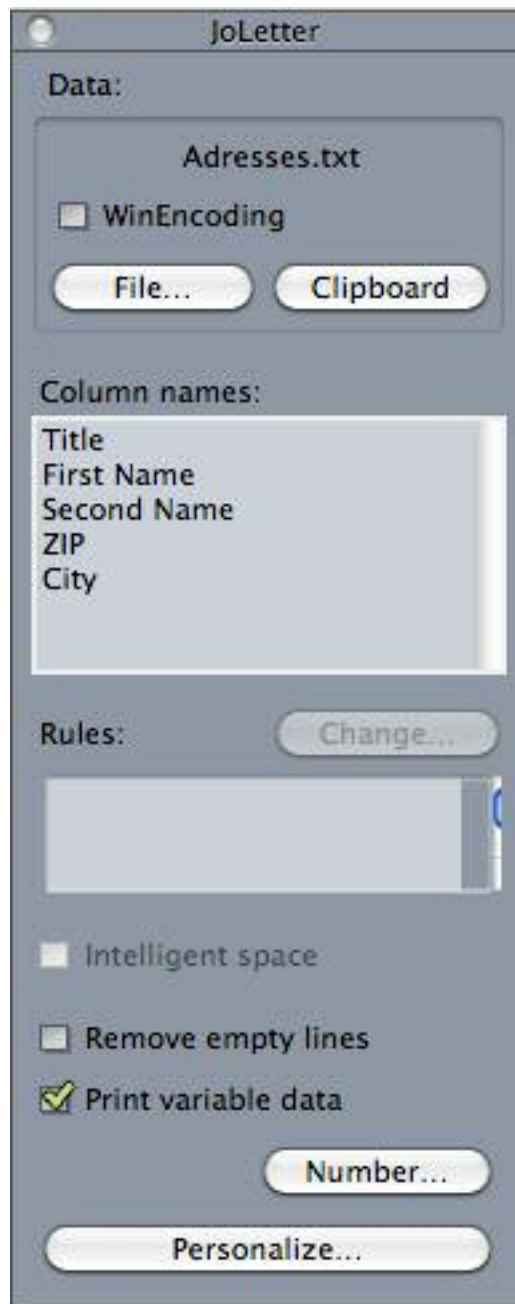 JoLetter
Data:
Adresses.txt
WinEncoding
File... Clipboard
Column names:
Title
First Name
Second Name
ZIP
City
Rules: Change...
Intelligent space
Remove empty lines
Print variable data
Number...
Personalize...